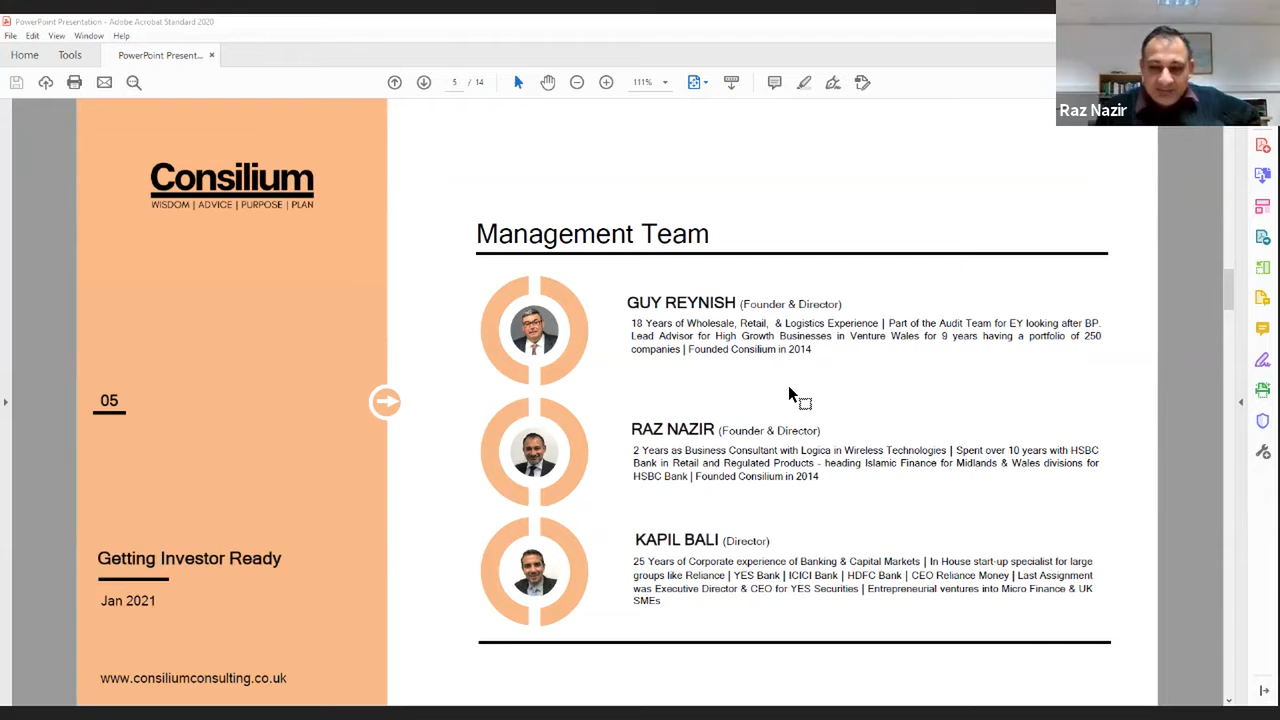 PowerPoint Presentation - Adobe Acrobat Standard 2020
File Edit View Window Help
Home Tools PowerPoint Present... ×
5 / 14 111%
Raz Nazir
Consilium
WISDOM | ADVICE | PURPOSE | PLAN
Management Team
GUY REYNISH (Founder & Director)
18 Years of Wholesale, Retail, & Logistics Experience | Part of the Audit Team for EY looking after BP.
Lead Advisor for High Growth Businesses in Venture Wales for 9 years having a portfolio of 250
companies | Founded Consilium in 2014
05
RAZ NAZIR (Founder & Director)
2 Years as Business Consultant with Logica in Wireless Technologies | Spent over 10 years with HSBC
Bank in Retail and Regulated Products - heading Islamic Finance for Midlands & Wales divisions for
HSBC Bank | Founded Consilium in 2014
KAPIL BALI (Director)
25 Years of Corporate experience of Banking & Capital Markets | In House start-up specialist for large
groups like Reliance | YES Bank | ICICI Bank | HDFC Bank | CEO Reliance Money | Last Assignment
was Executive Director & CEO for YES Securities | Entrepreneurial ventures into Micro Finance & UK
SMEs
Getting Investor Ready
Jan 2021
www.consiliumconsulting.co.uk